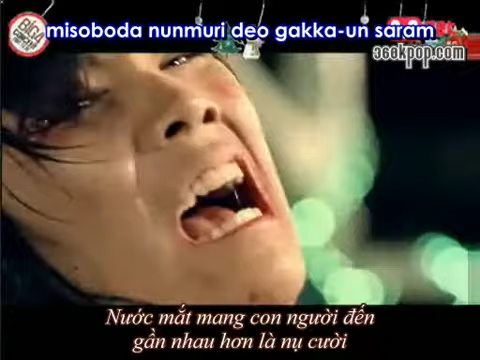 misoboda nunmuri deo gakka-un saram
360kpop.com
Nước mắt mang con người đến
gần nhau hơn là nụ cười